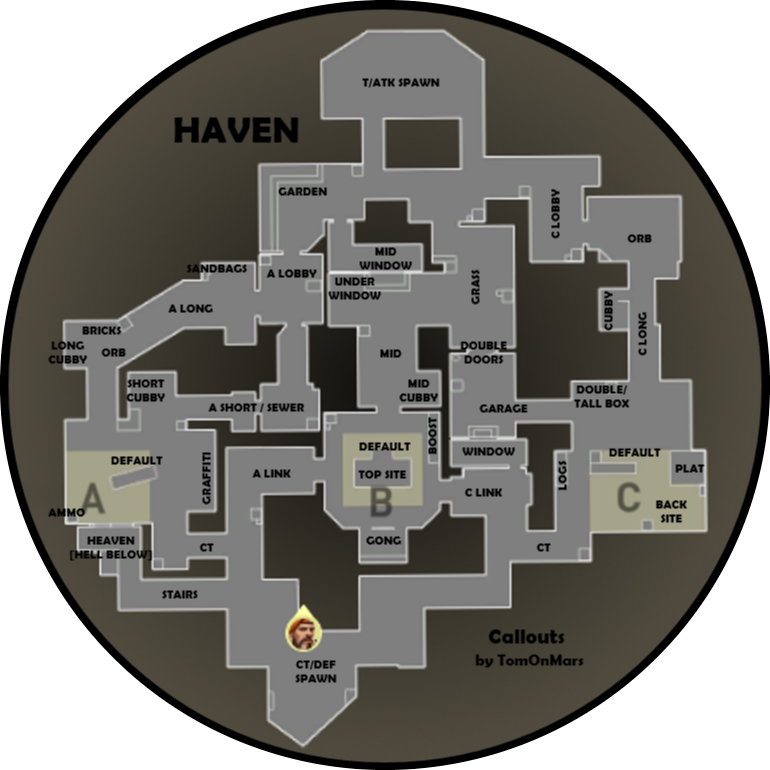 T/ATK SPAWN
HAVEN
GARDEN
C LOBBY
ORB
MID
WINDOW
SANDBAGS
A LOBBY
UNDER
WINDOW
GRASS
A LONG
CUBBY
C LONG
BRICKS
LONG
CUBBY
ORB
MID
DOUBLE
DOORS
SHORT
CUBBY
MID
CUBBY
DOUBLE/
TALL BOX
A SHORT / SEWER
GARAGE
BOOST
DEFAULT
DEFAULT
DEFAULT
WINDOW
GRAFFITI
A LINK
TOP SITE
LOGS
PLAT
A
B
C LINK
C
BACK
SITE
AMMO
HEAVEN
[HELL BELOW]
CT
GONG
CT
STAIRS
CT/DEF
SPAWN
Callouts
by TomOnMars